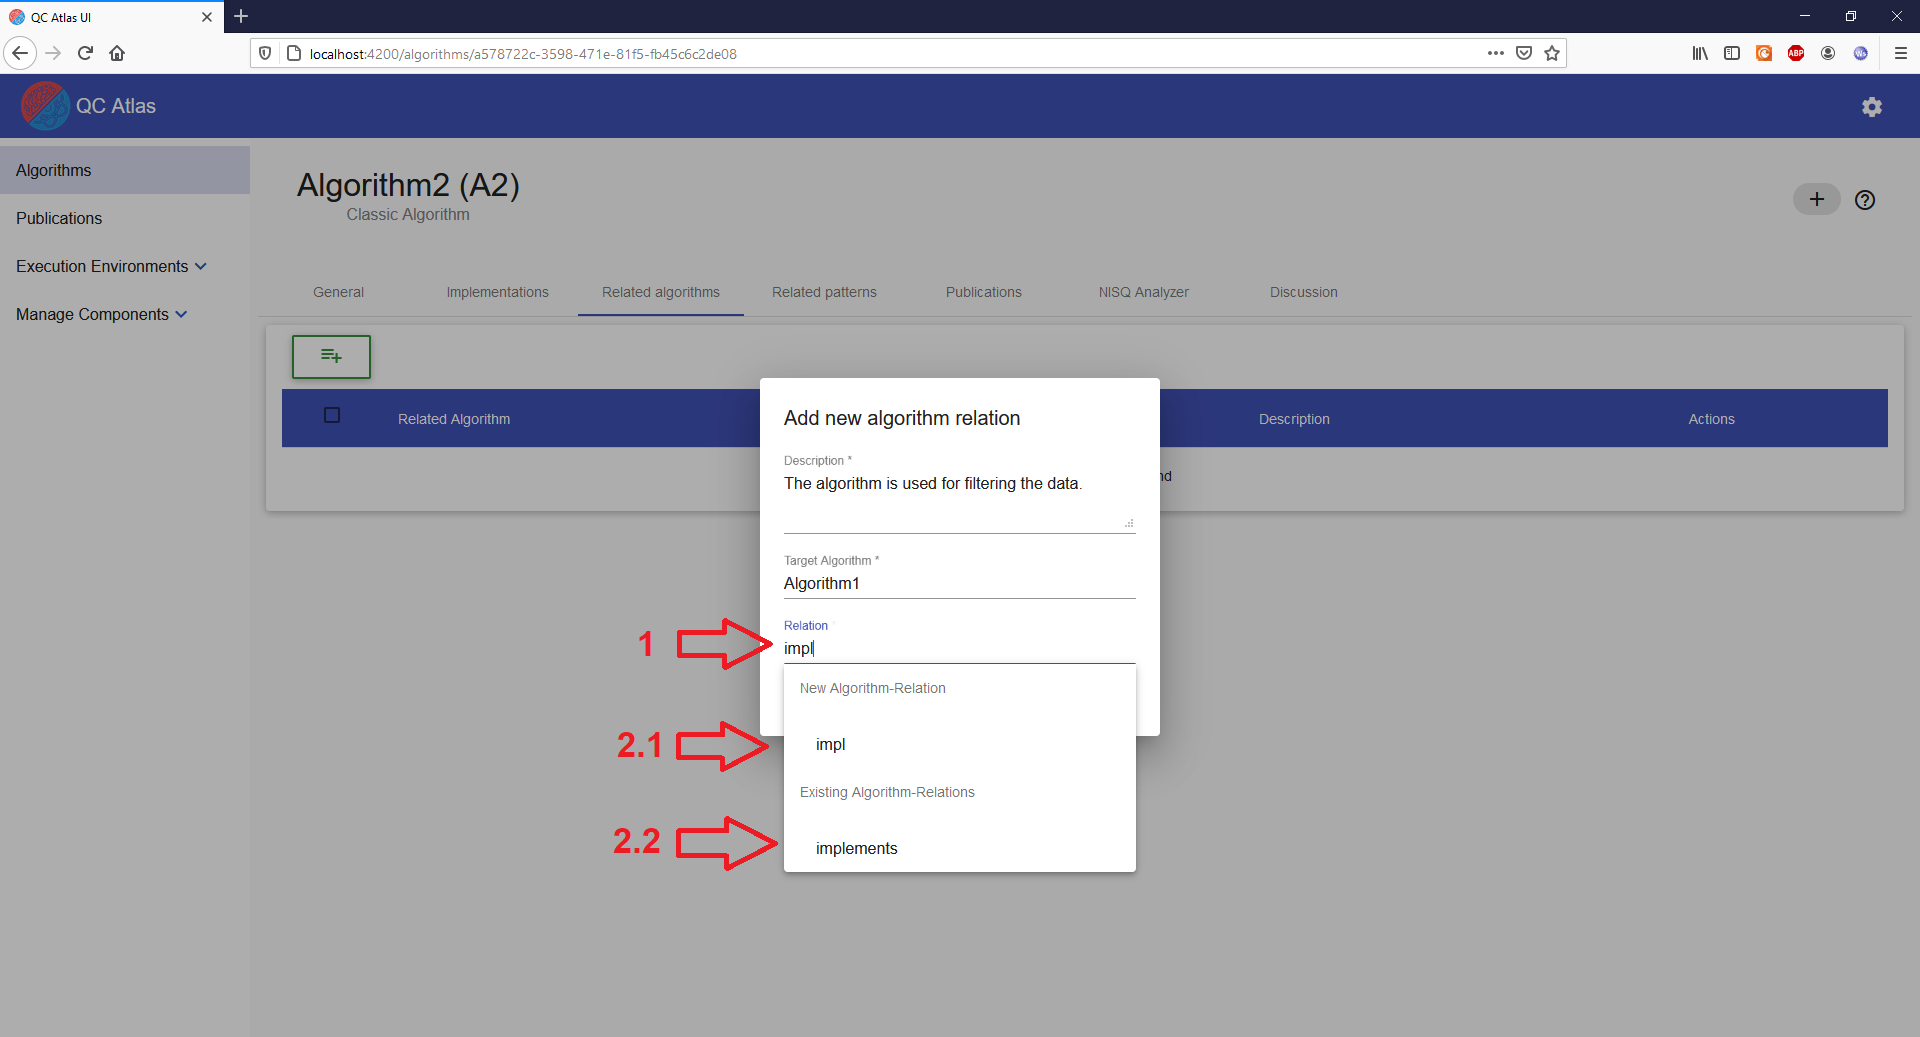 QC Atlas UI
localhost:4200/algorithms/a578722c-3598-471e-81f5-fb45c6c2de08
ABP
QC Atlas
Algorithms
Publications
Execution Environments
Manage Components
Algorithm2 (A2)
Classic Algorithm
General Implementations Related algorithms Related patterns Publications NISQ Analyzer Discussion
Related Algorithm Description Actions
nd
Add new algorithm relation
Description *
The algorithm is used for filtering the data.
Target Algorithm *
Algorithm1
Relation
1 impl
New Algorithm-Relation
2.1 impl
Existing Algorithm-Relations
2.2 implements